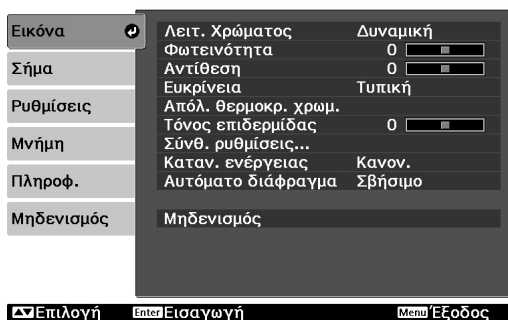 Εικόνα
Σήμα
Ρυθμίσεις
Μνήμη
Πληροφ.
Μηδενισμός
Λειτ. Χρώματος Δυναμική
Φωτεινότητα 0
Αντίθεση 0
Ευκρίνεια Τυπική
Απόλ. θερμοκρ. χρωμ.
Τόνος επιδερμίδας 0
Σύνθ. ρυθμίσεις...
Καταν. ενέργειας Κανον.
Αυτόματο διάφραγμα Σβήσιμο
Μηδενισμός
Επιλογή Enter Εισαγωγή Menu Έξοδος